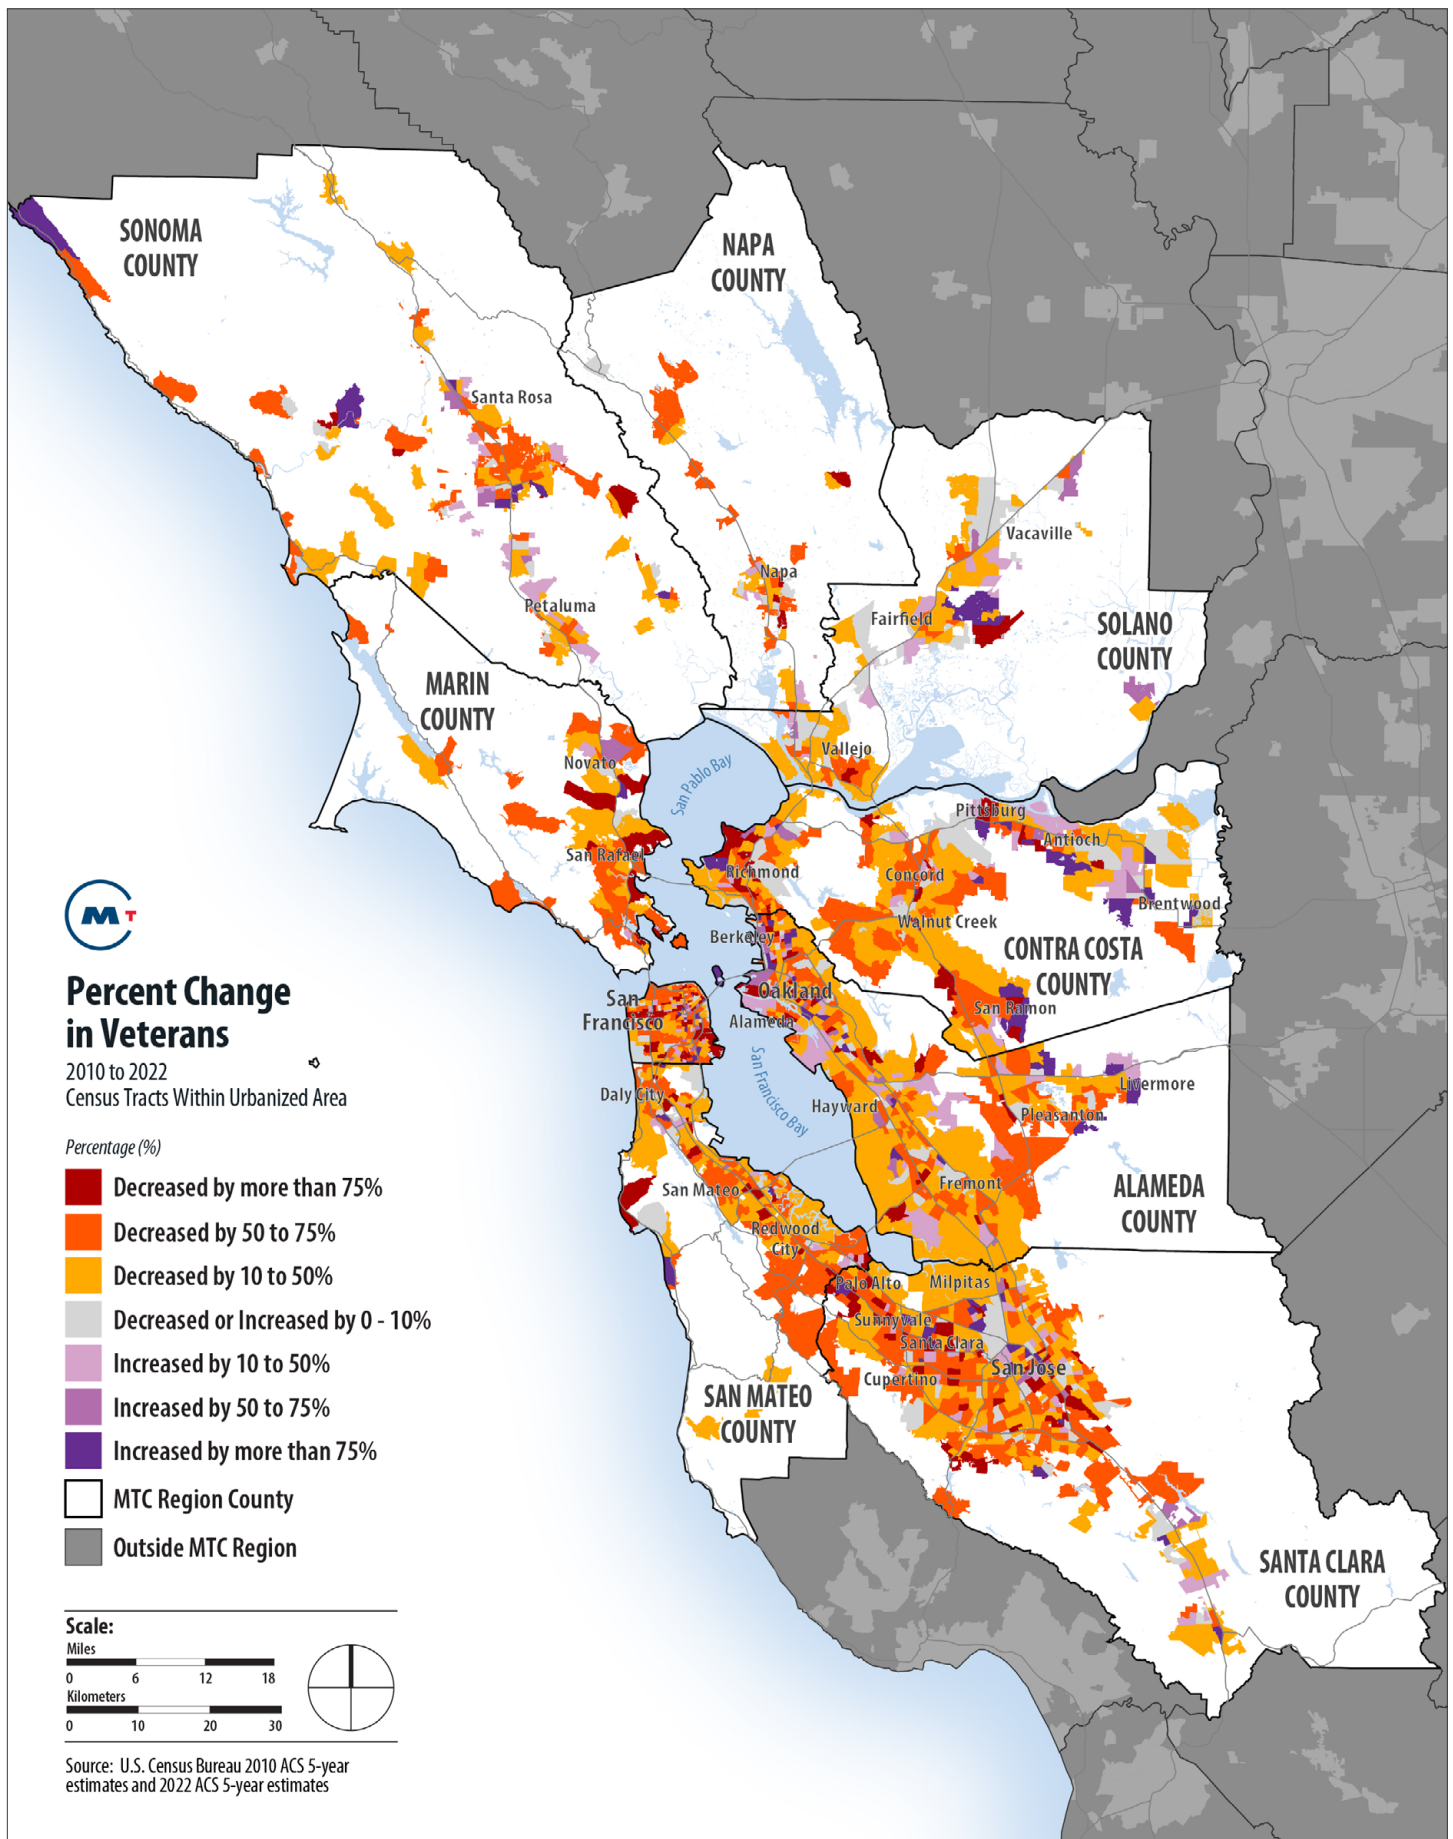 SONOMA
COUNTY
NAPA
COUNTY
Santa Rosa
Vacaville
Napa
Petaluma
Fairfield
SOLANO
COUNTY
MARIN
COUNTY
Novato
San Pablo Bay
Vallejo
Pittsburg
Antioch
San Rafael
Richmond
Concord
Brentwood
Berkeley
Walnut Creek
CONTRA COSTA
COUNTY
Oakland
San
Francisco
Alameda
San Ramon
San Francisco Bay
Daly City
Hayward
Livermore
Pleasanton
San Mateo
Fremont
ALAMEDA
COUNTY
Redwood
City
Palo Alto
Milpitas
Sunnyvale
Santa Clara
San Jose
Cupertino
SAN MATEO
COUNTY
SANTA CLARA
COUNTY
M T
Percent Change
in Veterans
2010 to 2022
Census Tracts Within Urbanized Area
Percentage (%)
Decreased by more than 75%
Decreased by 50 to 75%
Decreased by 10 to 50%
Decreased or Increased by 0 - 10%
Increased by 10 to 50%
Increased by 50 to 75%
Increased by more than 75%
MTC Region County
Outside MTC Region
Scale:
Miles
0 6 12 18
Kilometers
0 10 20 30
Source: U.S. Census Bureau 2010 ACS 5-year
estimates and 2022 ACS 5-year estimates